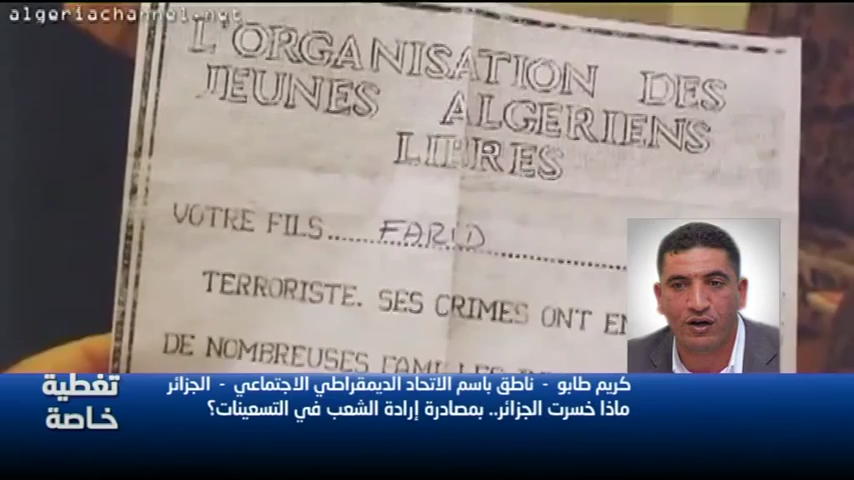 algeriachannel.net
L'ORGANISATION DES
JEUNES ALGERIENS
LIBRES
VOTRE FILS.......FARID.......
TERRORISTE. SES CRIMES ONT
DE NOMBREUSES
تغطية
خاصة
كريم طابو - ناطق باسم الاتحاد الديمقراطي الاجتماعي - الجزائر
ماذا خسرت الجزائر.. بمصادرة إرادة الشعب في التسعينات؟